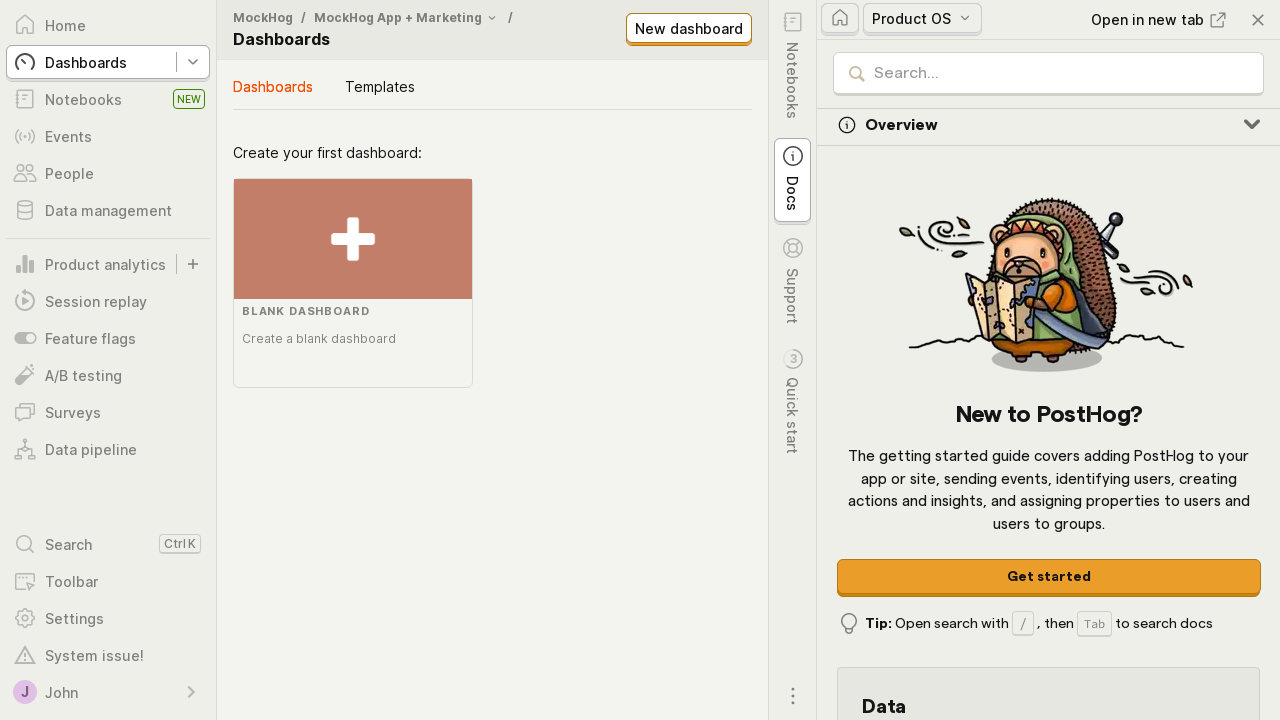 Home
Dashboards
Notebooks
NEW
Events
People
Data management
Product analytics
Session replay
Feature flags
A/B testing
Surveys
Data pipeline
Search
Ctrl K
Toolbar
Settings
System issue!
J
John
MockHog / MockHog App + Marketing /
Dashboards
New dashboard
Dashboards
Templates
Create your first dashboard:
BLANK DASHBOARD
Create a blank dashboard
Notebooks
Docs
Support
3
Quick start
Product OS
Open in new tab
Search...
Overview
New to PostHog?
The getting started guide covers adding PostHog to your
app or site, sending events, identifying users, creating
actions and insights, and assigning properties to users and
users to groups.
Get started
Tip: Open search with / , then Tab to search docs
Data